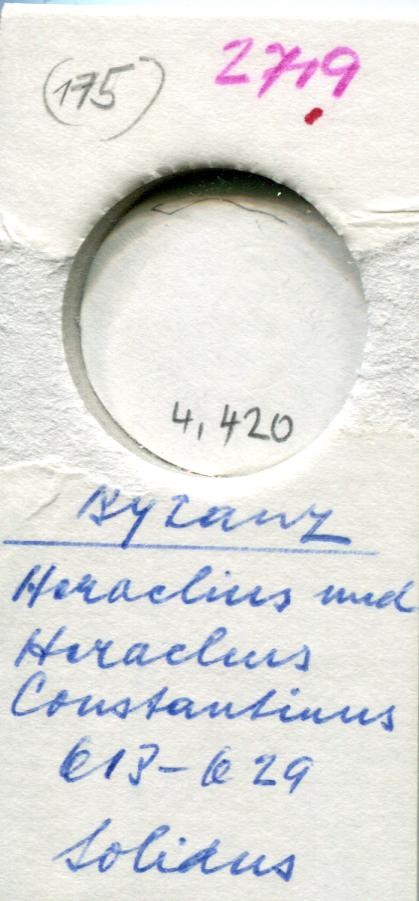 (175)
2719
4,420
Byzanz
Heraclius und
Heraclius
Constantinus
613-629
Solidus